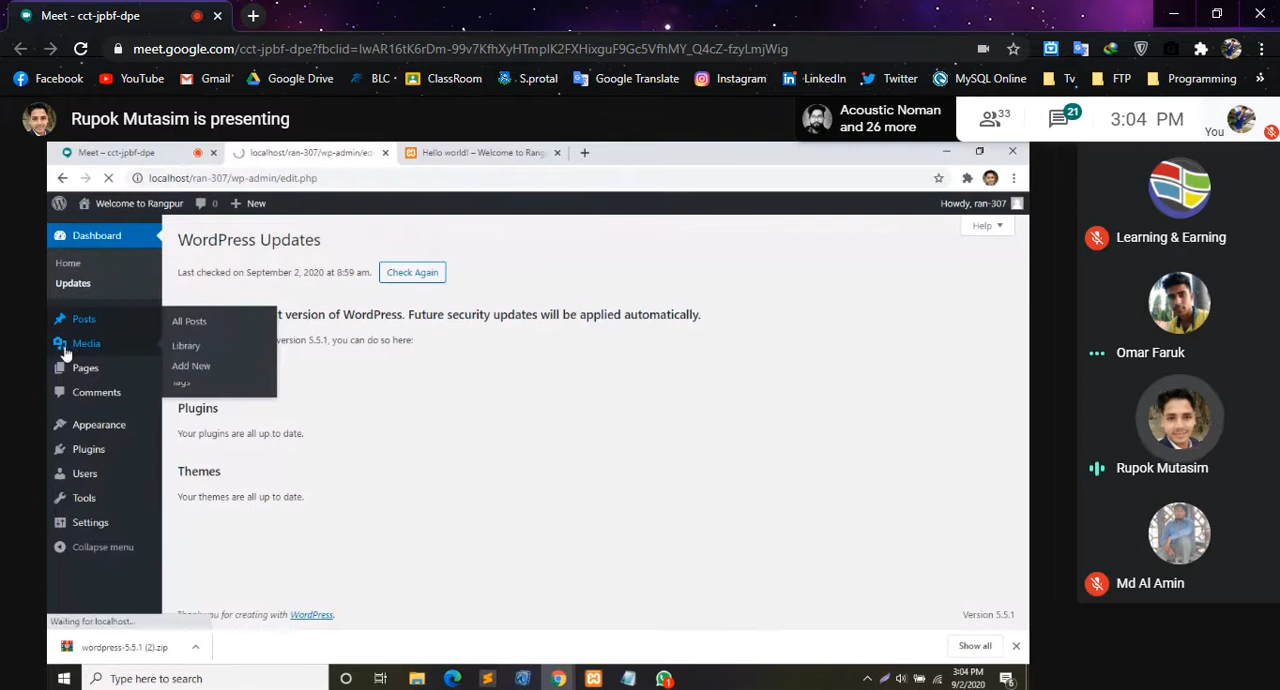 Meet - cct-jpbf-dpe
meet.google.com/cct-jpbf-dpe?fbclid=IwAR16tK6rDm-99v7KfhXyHTmplK2FXHixguF9Gc5VfhMY_Q4cZ-fzyLmjWig
Facebook YouTube Gmail Google Drive BLC ClassRoom S.protal Google Translate Instagram LinkedIn Twitter MySQL Online Tv FTP Programming
Rupok Mutasim is presenting
Acoustic Noman
and 26 more
33
21
3:04 PM
You
Meet – cct-jpbf-dpe
localhost/ran-307/wp-admin/edi
Hello world! – Welcome to Rang
localhost/ran-307/wp-admin/edit.php
Welcome to Rangpur 0 New
Howdy, ran-307
Dashboard
Home
Updates
Posts
Media
Pages
Comments
Appearance
Plugins
Users
Tools
Settings
Collapse menu
All Posts
Library
Add New
Tags
Help
WordPress Updates
Last checked on September 2, 2020 at 8:59 am. Check Again
t version of WordPress. Future security updates will be applied automatically.
version 5.5.1, you can do so here:
Plugins
Your plugins are all up to date.
Themes
Your themes are all up to date.
you for creating with WordPress.
Version 5.5.1
Waiting for localhost...
wordpress-5.5.1 (2).zip
Show all
Type here to search
3:04 PM
9/2/2020
Learning & Earning
Omar Faruk
Rupok Mutasim
Md Al Amin